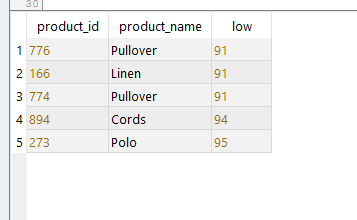 30
product_id product_name low
1 776 Pullover 91
2 166 Linen 91
3 774 Pullover 91
4 894 Cords 94
5 273 Polo 95